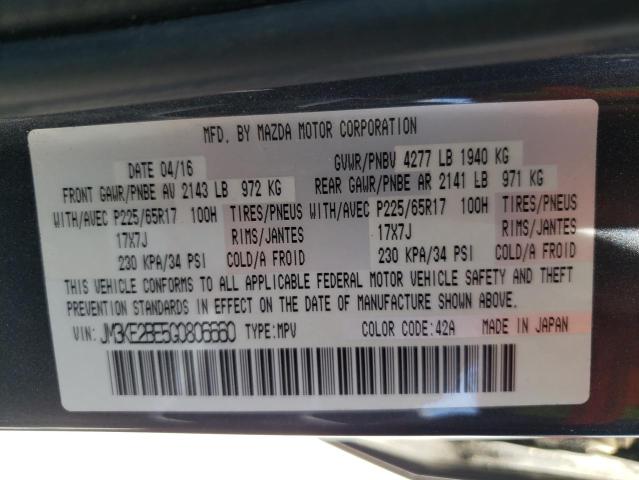 MFD. BY MAZDA MOTOR CORPORATION
DATE 04/16 GVWR/PNBV 4277 LB 1940 KG
FRONT GAWR/PNBE AV 2143 LB 972 KG REAR GAWR/PNBE AR 2141 LB 971 KG
WITH/AVEC P225/65R17 100H TIRES/PNEUS WITH/AVEC P225/65R17 100H TIRES/PNEUS
17X7J RIMS/JANTES 17X7J RIMS/JANTES
230 KPA/34 PSI COLD/A FROID 230 KPA/34 PSI COLD/A FROID
THIS VEHICLE CONFORMS TO ALL APPLICABLE FEDERAL MOTOR VEHICLE SAFETY AND THEFT
PREVENTION STANDARDS IN EFFECT ON THE DATE OF MANUFACTURE SHOWN ABOVE.
VIN: JM3KE2BE5G0806660 TYPE:MPV COLOR CODE:42A MADE IN JAPAN